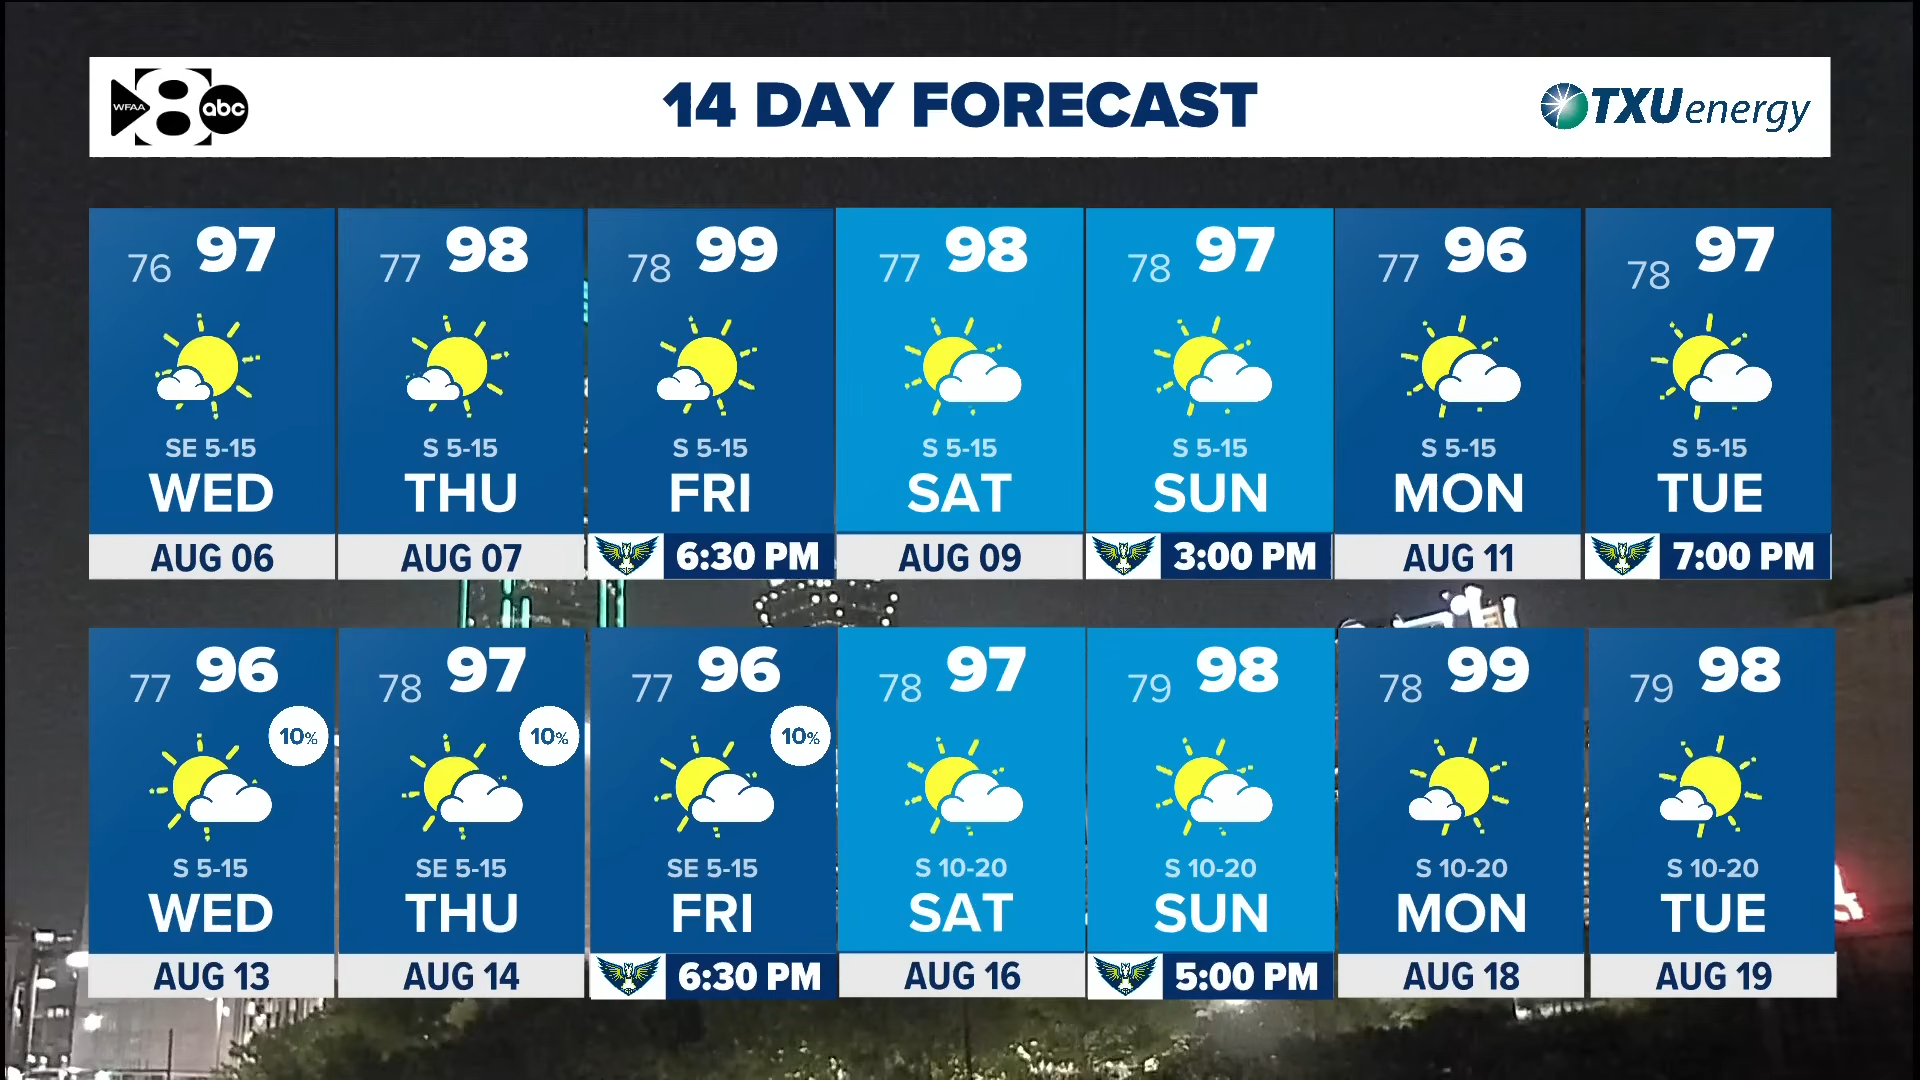 WFAA 8 abc
14 DAY FORECAST
TXU energy
76 97
SE 5-15
WED
AUG 06
77 98
S 5-15
THU
AUG 07
78 99
S 5-15
FRI
6:30 PM
77 98
S 5-15
SAT
AUG 09
78 97
S 5-15
SUN
3:00 PM
77 96
S 5-15
MON
AUG 11
78 97
S 5-15
TUE
7:00 PM
77 96
10%
S 5-15
WED
AUG 13
78 97
10%
SE 5-15
THU
AUG 14
77 96
10%
SE 5-15
FRI
6:30 PM
78 97
S 10-20
SAT
AUG 16
79 98
S 10-20
SUN
5:00 PM
78 99
S 10-20
MON
AUG 18
79 98
S 10-20
TUE
AUG 19